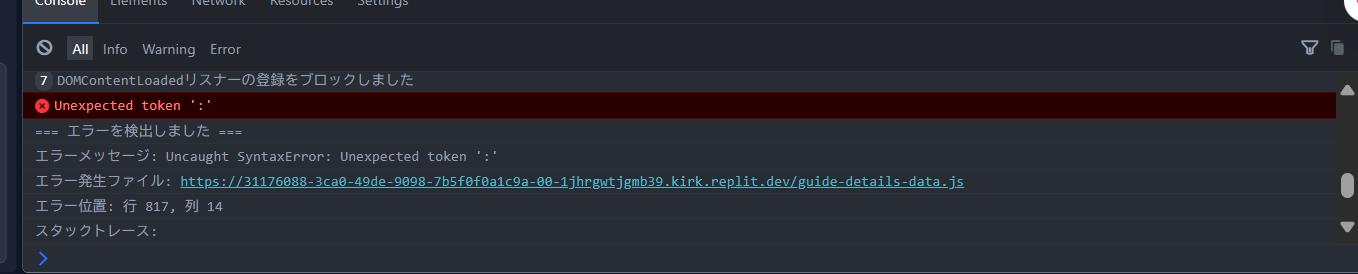 Console Elements Network Resources Settings
All Info Warning Error
7 DOMContentLoadedリスナーの登録をブロックしました
Unexpected token ':'
=== エラーを検出しました ===
エラーメッセージ: Uncaught SyntaxError: Unexpected token ':'
エラー発生ファイル: https://31176088-3ca0-49de-9098-7b5f0f0a1c9a-00-1jhrgwtjgmb39.kirk.replit.dev/guide-details-data.js
エラー位置: 行 817, 列 14
スタックトレース: